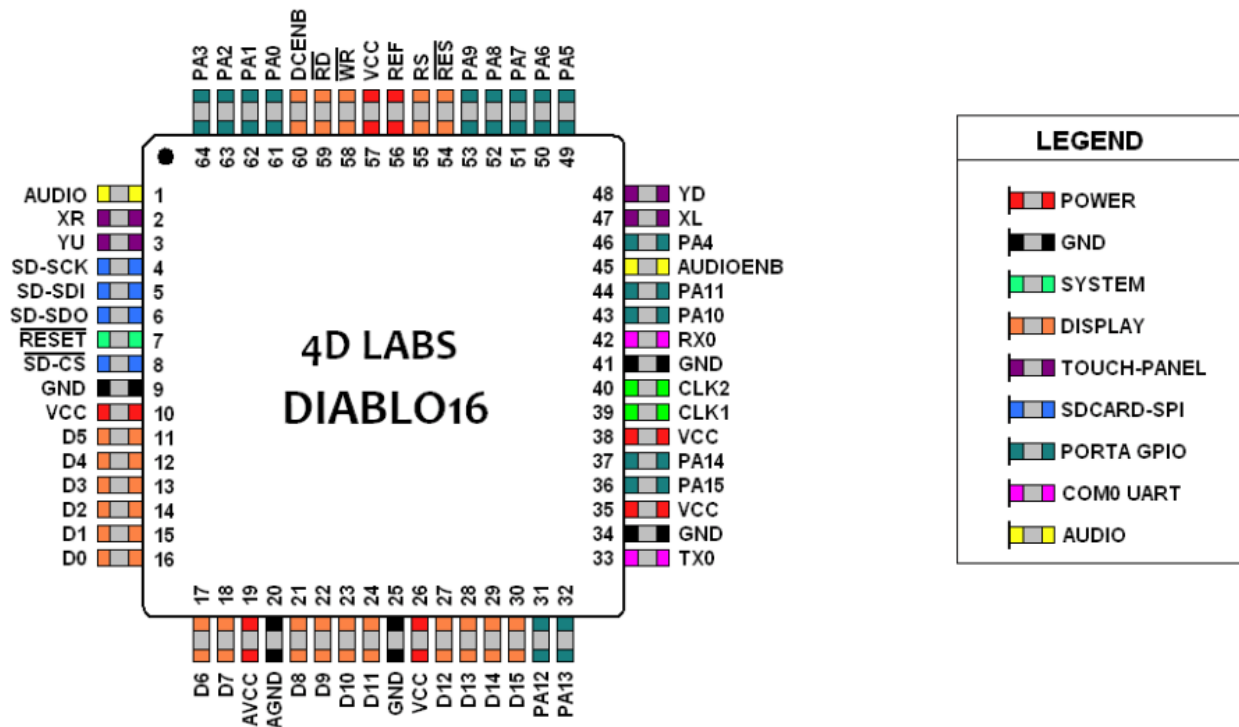 PA3 PA2 PA1 PA0 DCENB RD WR VCC REF RS RES PA9 PA8 PA7 PA6 PA5
64 63 62 61 60 59 58 57 56 55 54 53 52 51 50 49
AUDIO 1
XR 2
YU 3
SD-SCK 4
SD-SDI 5
SD-SDO 6
RESET 7
SD-CS 8
GND 9
VCC 10
D5 11
D4 12
D3 13
D2 14
D1 15
D0 16
4D LABS
DIABLO16
48 YD
47 XL
46 PA4
45 AUDIOENB
44 PA11
43 PA10
42 RX0
41 GND
40 CLK2
39 CLK1
38 VCC
37 PA14
36 PA15
35 VCC
34 GND
33 TX0
17 18 19 20 21 22 23 24 25 26 27 28 29 30 31 32
D6 D7 AVCC AGND D8 D9 D10 D11 GND VCC D12 D13 D14 D15 PA12 PA13
LEGEND
POWER
GND
SYSTEM
DISPLAY
TOUCH-PANEL
SDCARD-SPI
PORTA GPIO
COM0 UART
AUDIO